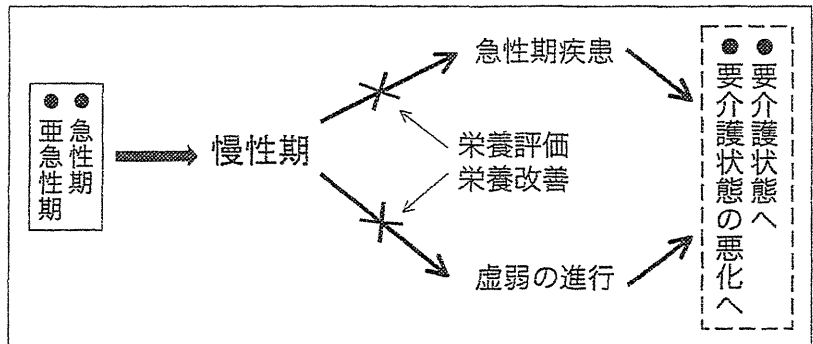 ● 急性期
● 亜急性期
慢性期
急性期疾患
栄養評価
栄養改善
虚弱の進行
● 要介護状態へ
● 要介護状態の悪化へ